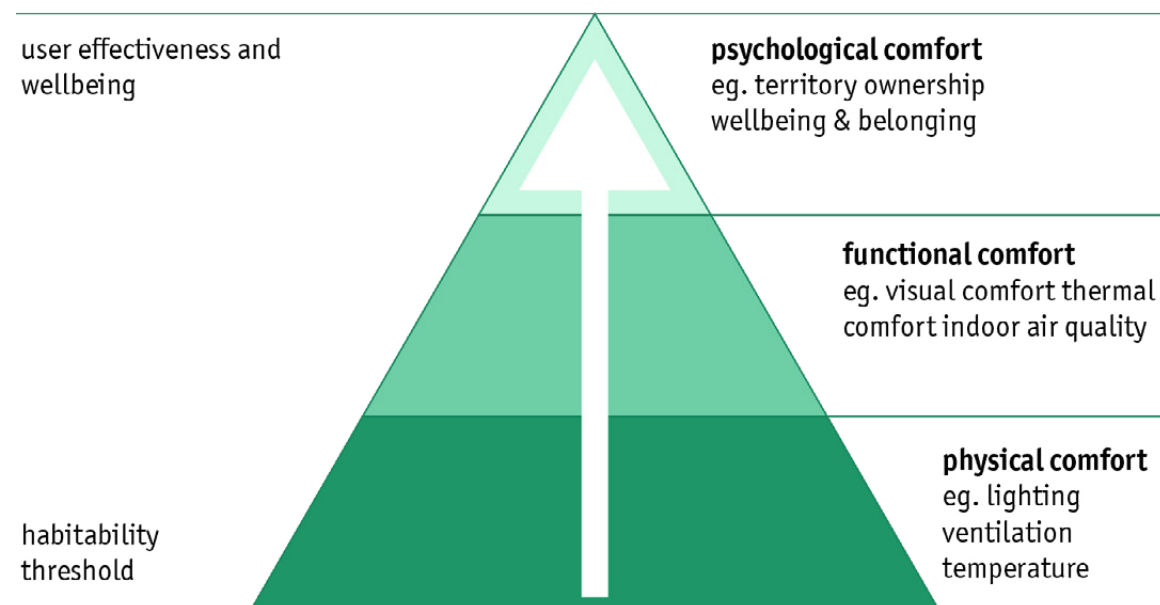 user effectiveness and
wellbeing
psychological comfort
eg. territory ownership
wellbeing & belonging
functional comfort
eg. visual comfort thermal
comfort indoor air quality
physical comfort
eg. lighting
ventilation
temperature
habitability
threshold